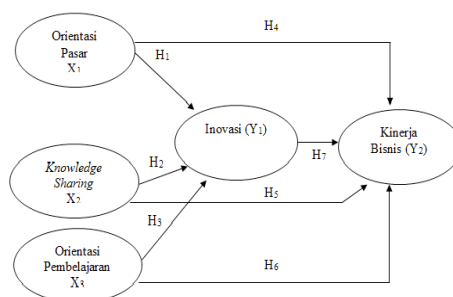 Orientasi
Pasar
X1
H4
H1
Inovasi (Y1)
H7
Kinerja
Bisnis (Y2)
Knowledge
Sharing
X2
H2
H5
H3
Orientasi
Pembelajaran
X3
H6